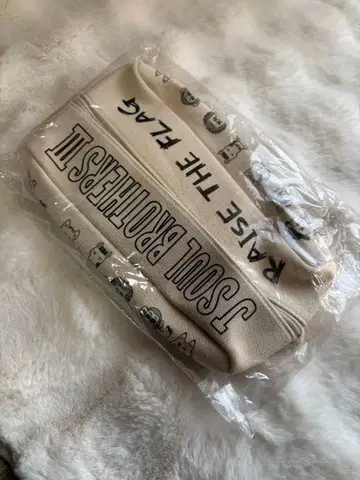 RAISE THE FLAG
J SOUL BROTHERS III